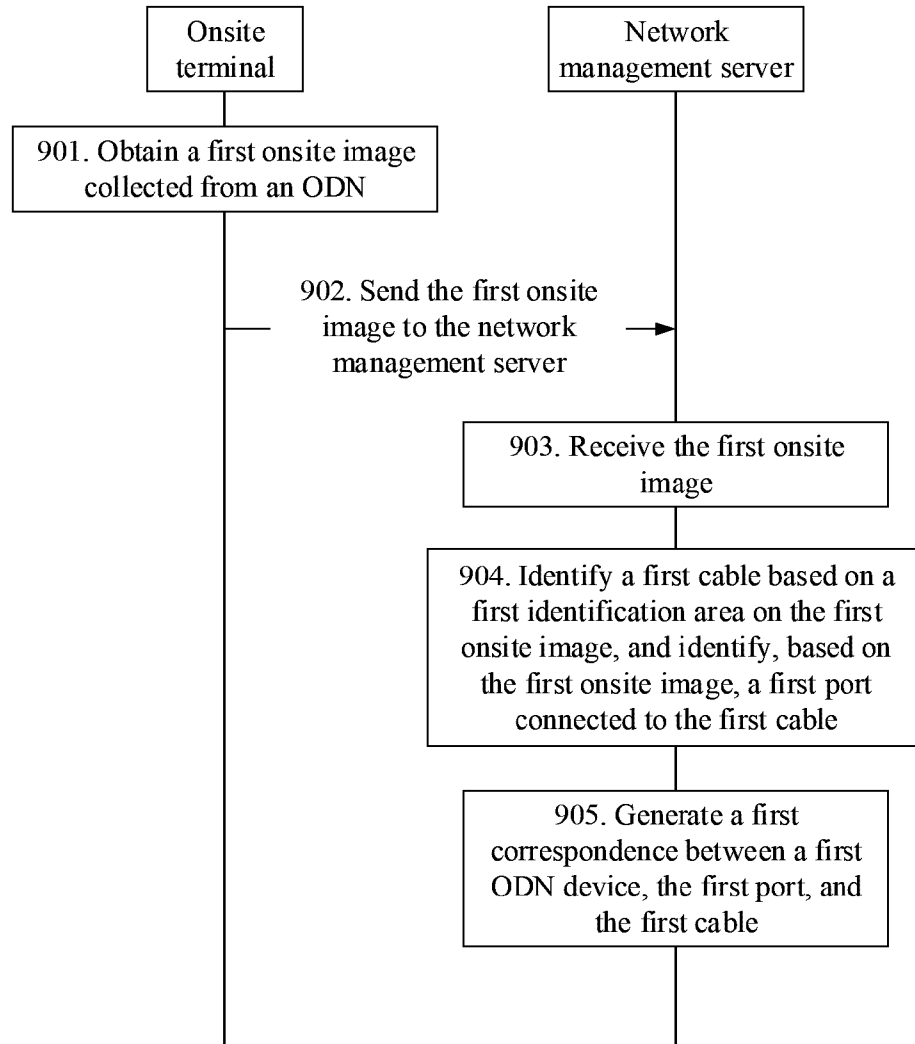 Onsite
terminal
Network
management server
901. Obtain a first onsite image
collected from an ODN
902. Send the first onsite
image to the network
management server
903. Receive the first onsite
image
904. Identify a first cable based on a
first identification area on the first
onsite image, and identify, based on
the first onsite image, a first port
connected to the first cable
905. Generate a first
correspondence between a first
ODN device, the first port, and
the first cable